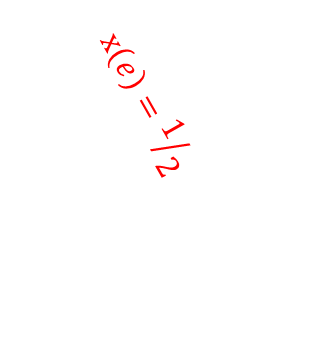 x(e) = 1/2